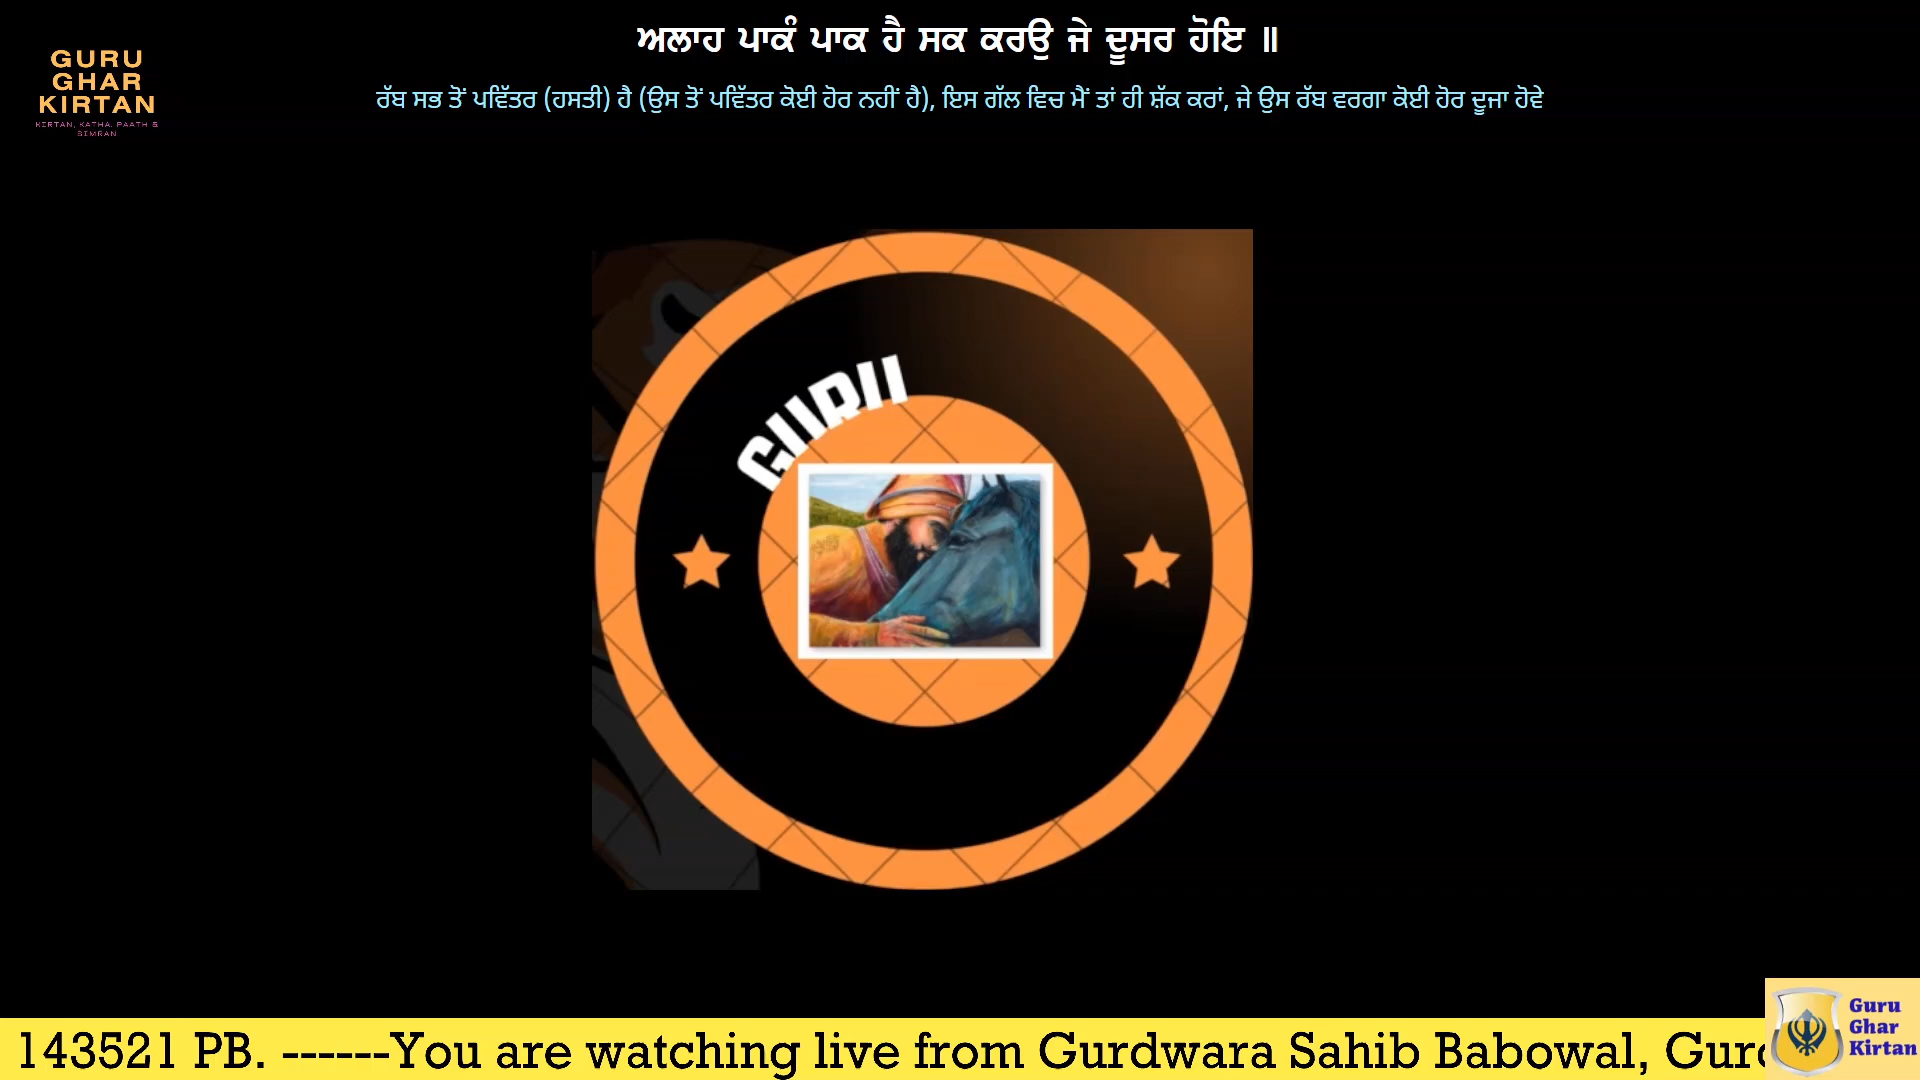 ਅਲਾਹ ਪਾਕੰ ਪਾਕ ਹੈ ਸਕ ਕਰਉ ਜੇ ਦੂਸਰ ਹੋਇ ॥
ਰੱਬ ਸਭ ਤੋਂ ਪਵਿੱਤਰ (ਹਸਤੀ) ਹੈ (ਉਸ ਤੋਂ ਪਵਿੱਤਰ ਕੋਈ ਹੋਰ ਨਹੀਂ ਹੈ), ਇਸ ਗੱਲ ਵਿਚ ਮੈਂ ਤਾਂ ਹੀ ਸ਼ੱਕ ਕਰਾਂ, ਜੇ ਉਸ ਰੱਬ ਵਰਗਾ ਕੋਈ ਹੋਰ ਦੂਜਾ ਹੋਵੇ
GURU
GHAR
KIRTAN
KIRTAN, KATHA, PAATH &
SIMRAN
GURU
143521 PB. ------You are watching live from Gurdwara Sahib Babowal,
Guru
Ghar
Kirtan